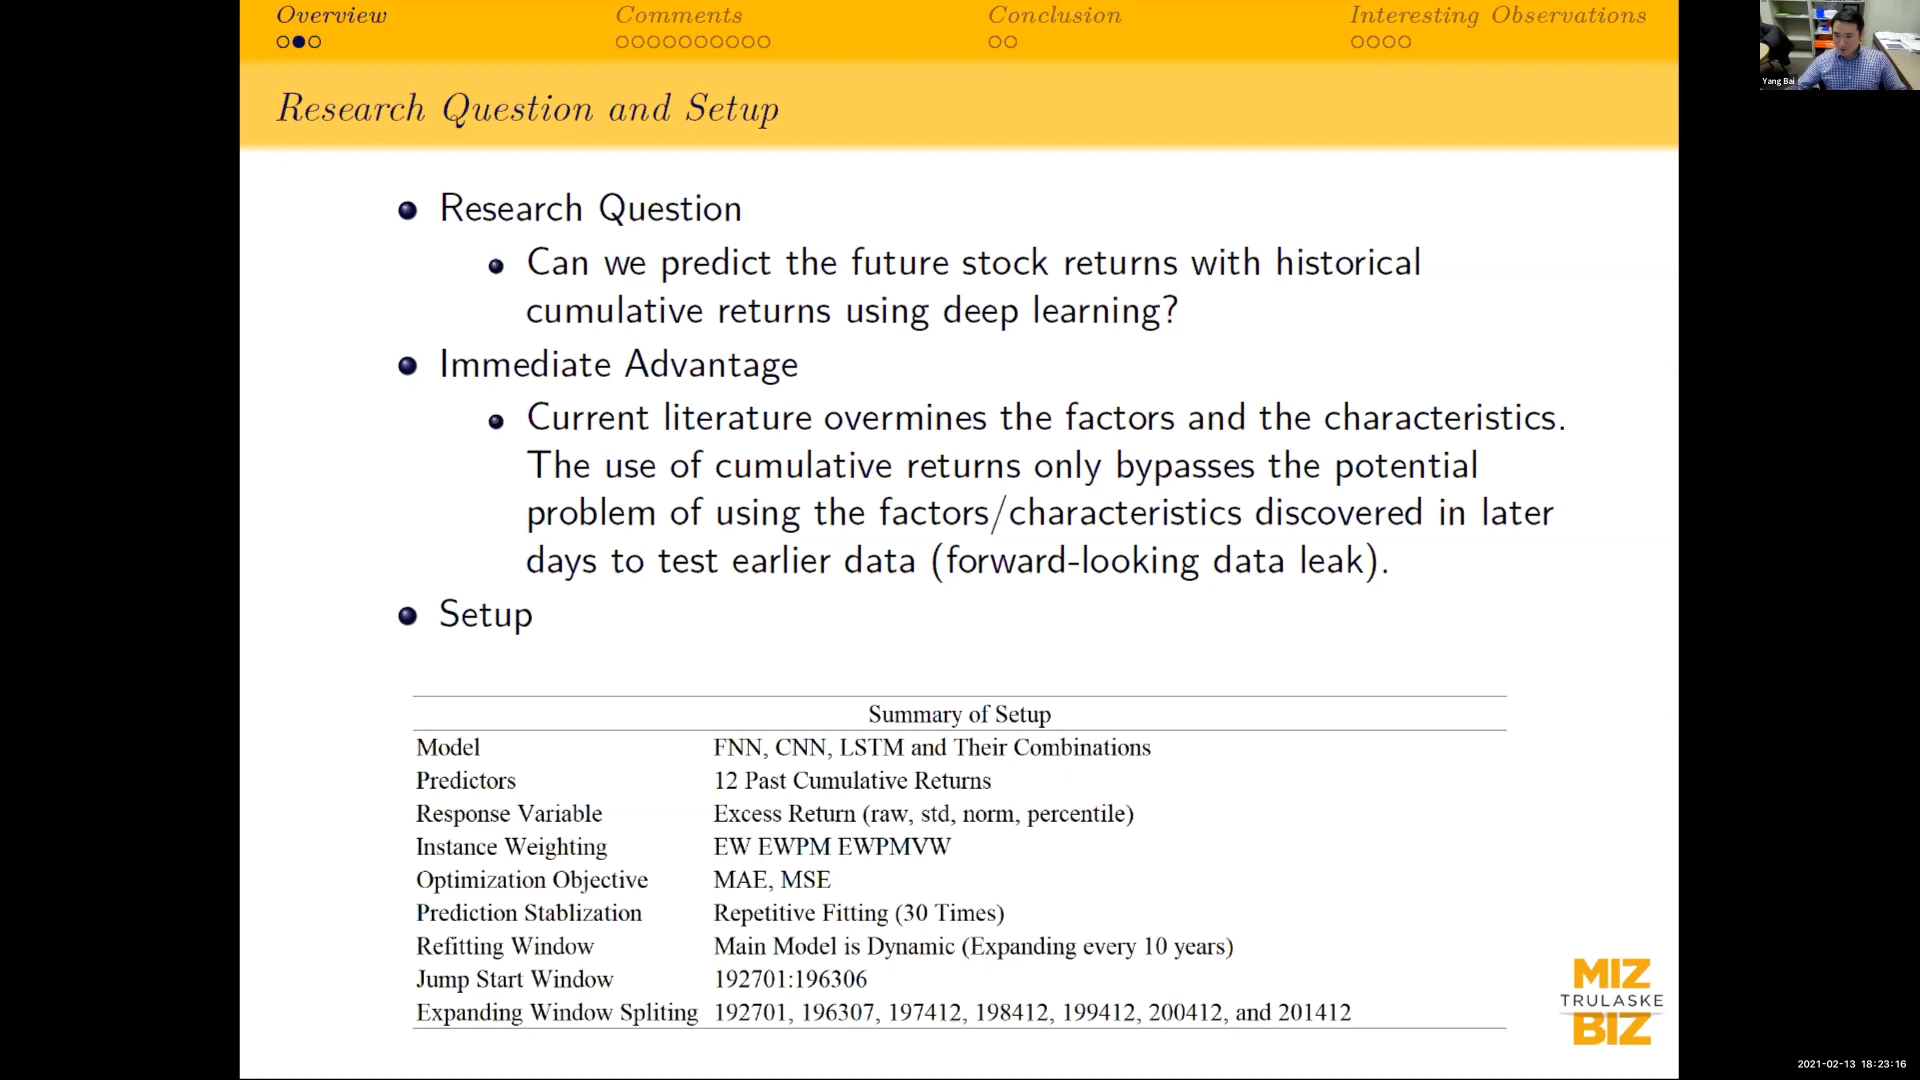 Overview Comments Conclusion Interesting Observations
Research Question and Setup
Research Question
Can we predict the future stock returns with historical
cumulative returns using deep learning?
Immediate Advantage
Current literature overmines the factors and the characteristics.
The use of cumulative returns only bypasses the potential
problem of using the factors/characteristics discovered in later
days to test earlier data (forward-looking data leak).
Setup
Summary of Setup
Model FNN, CNN, LSTM and Their Combinations
Predictors 12 Past Cumulative Returns
Response Variable Excess Return (raw, std, norm, percentile)
Instance Weighting EW EWPM EWPMVW
Optimization Objective MAE, MSE
Prediction Stablization Repetitive Fitting (30 Times)
Refitting Window Main Model is Dynamic (Expanding every 10 years)
Jump Start Window 192701:196306
Expanding Window Spliting 192701, 196307, 197412, 198412, 199412, 200412, and 201412
MIZ
TRULASKE
BIZ
Yang Bai
2021-02-13 18:23:16